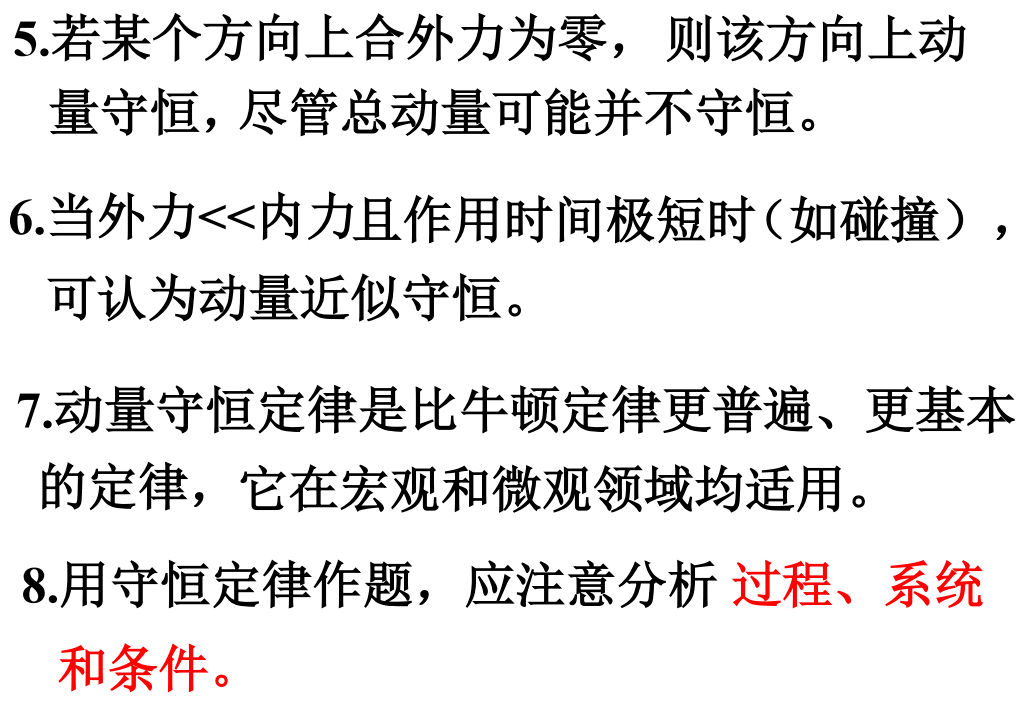 5.若某个方向上合外力为零， 则该方向上动
量守恒，尽管总动量可能并不守恒。
6.当外力<<内力且作用时间极短时（如碰撞），
可认为动量近似守恒。
7.动量守恒定律是比牛顿定律更普遍、更基本
的定律，它在宏观和微观领域均适用。
8.用守恒定律作题，应注意分析 过程、系统
和条件。